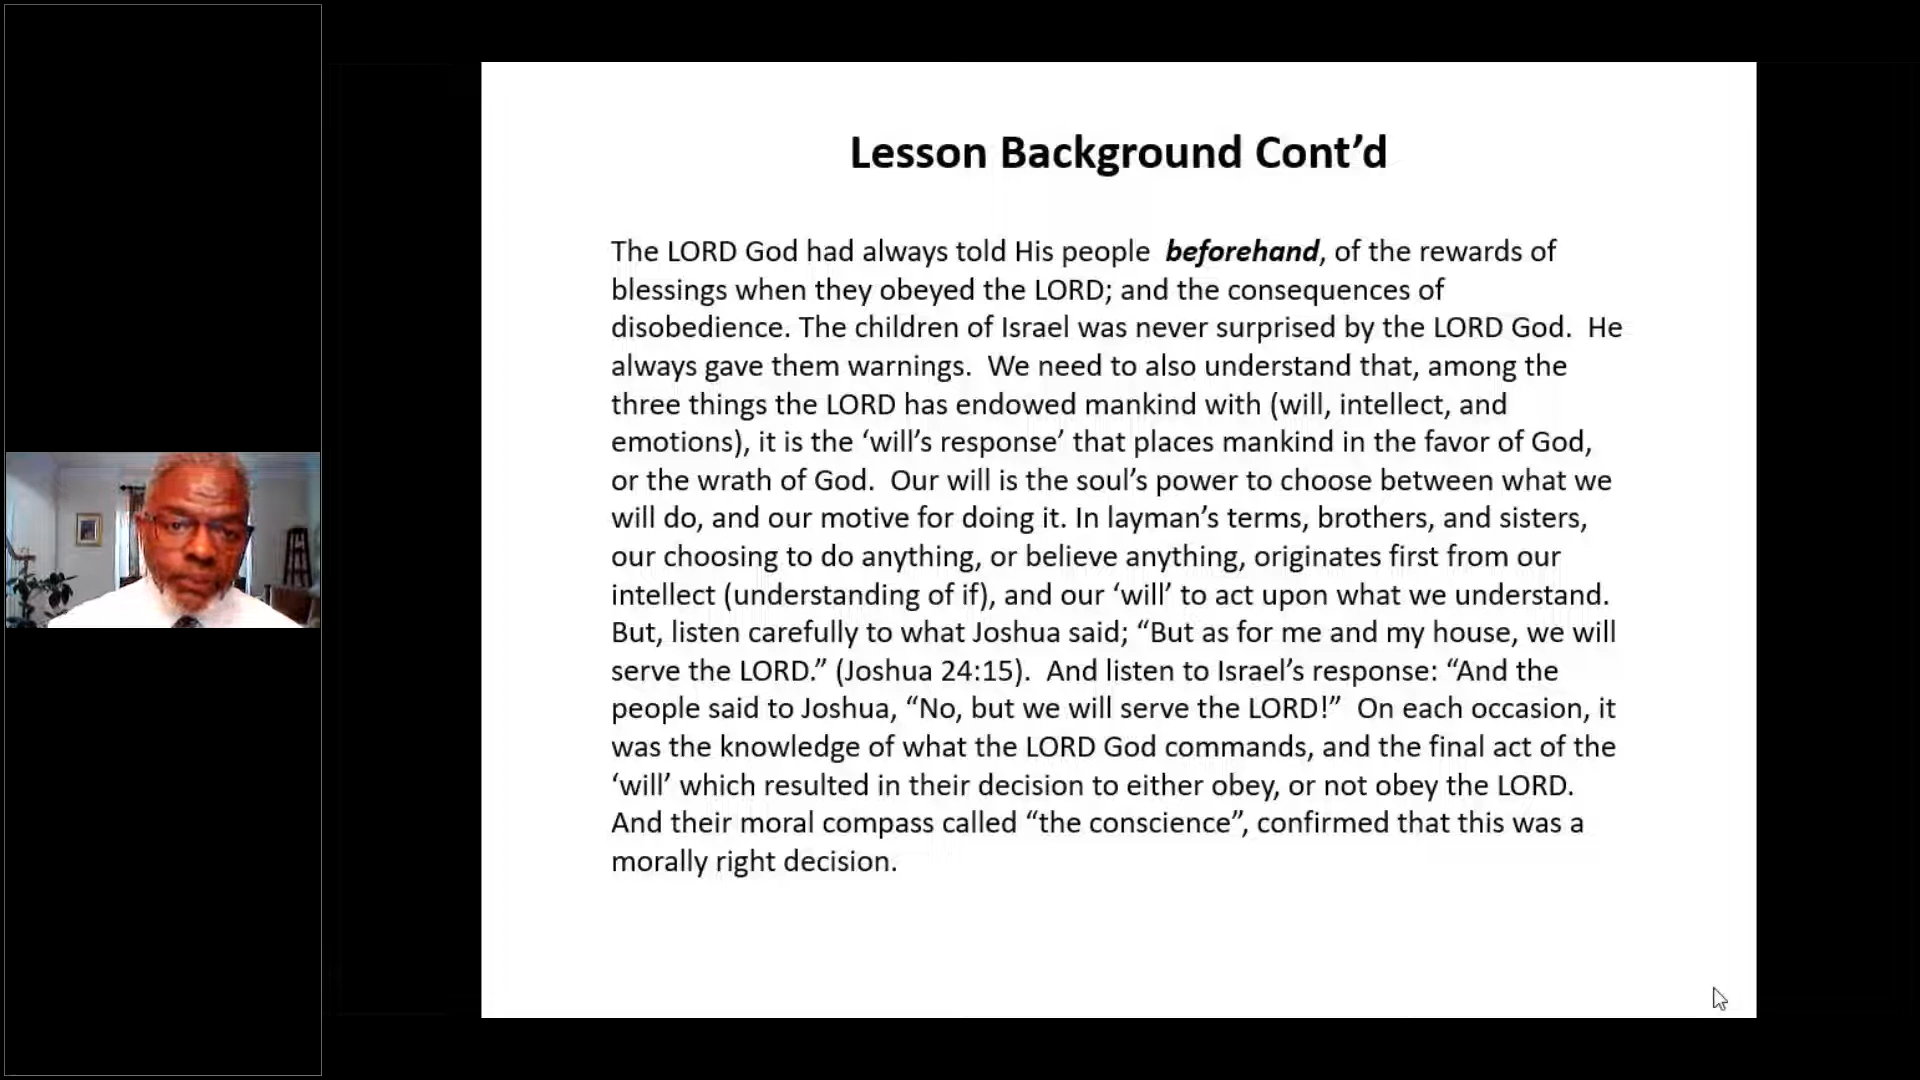 Lesson Background Cont’d
The LORD God had always told His people beforehand, of the rewards of
blessings when they obeyed the LORD; and the consequences of
disobedience. The children of Israel was never surprised by the LORD God. He
always gave them warnings. We need to also understand that, among the
three things the LORD has endowed mankind with (will, intellect, and
emotions), it is the ‘will’s response’ that places mankind in the favor of God,
or the wrath of God. Our will is the soul’s power to choose between what we
will do, and our motive for doing it. In layman’s terms, brothers, and sisters,
our choosing to do anything, or believe anything, originates first from our
intellect (understanding of if), and our ‘will’ to act upon what we understand.
But, listen carefully to what Joshua said; “But as for me and my house, we will
serve the LORD.” (Joshua 24:15). And listen to Israel’s response: “And the
people said to Joshua, “No, but we will serve the LORD!” On each occasion, it
was the knowledge of what the LORD God commands, and the final act of the
‘will’ which resulted in their decision to either obey, or not obey the LORD.
And their moral compass called “the conscience”, confirmed that this was a
morally right decision.